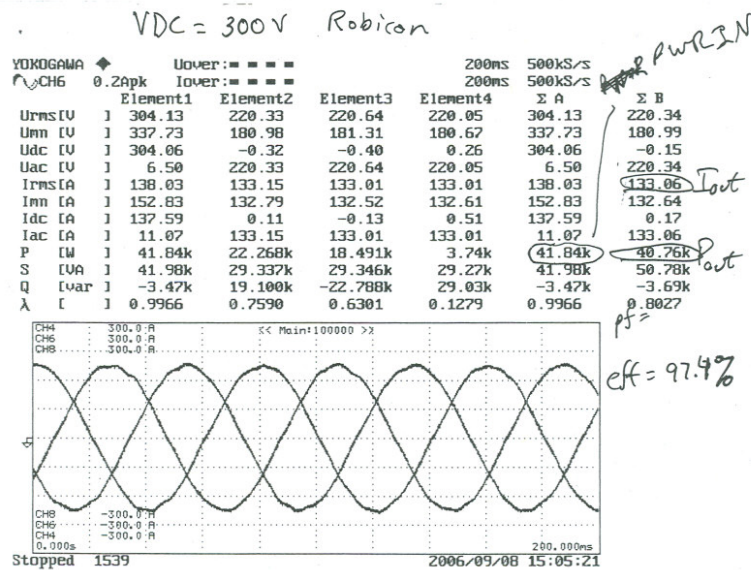 VDC = 300V Robicon
YOKOGAWA ◆ Uover:= = = = 200ms 500kS/s
CH6 0.2Apk Iover:= = = = 200ms 500kS/s PWRIN
Element1 Element2 Element3 Element4 Σ A Σ B
Urms[V ] 304.13 220.33 220.64 220.05 304.13 220.34
Umn [V ] 337.73 180.98 181.31 180.67 337.73 180.99
Udc [V ] 304.06 -0.32 -0.40 0.26 304.06 -0.15
Uac [V ] 6.50 220.33 220.64 220.05 6.50 220.34
Irms[A ] 138.03 133.15 133.01 133.01 138.03 133.06 Iout
Imn [A ] 152.83 132.79 132.52 132.61 152.83 132.64
Idc [A ] 137.59 0.11 -0.13 0.51 137.59 0.17
Iac [A ] 11.07 133.15 133.01 133.01 11.07 133.06
P [W ] 41.84k 22.268k 18.491k 3.74k 41.84k 40.76k Pout
S [VA ] 41.98k 29.337k 29.346k 29.27k 41.98k 50.78k
Q [var ] -3.47k 19.100k -22.788k 29.03k -3.47k -3.69k
λ [ ] 0.9966 0.7590 0.6301 0.1279 0.9966 0.8027
pf =
CH4 300.0 A << Main:100000 >>
CH6 300.0 A
CH8 300.0 A
eff = 97.4%
CH8 -300.0 A
CH6 -300.0 A
CH4 -300.0 A
0.000s 200.000ms
Stopped 1539 2006/09/08 15:05:21